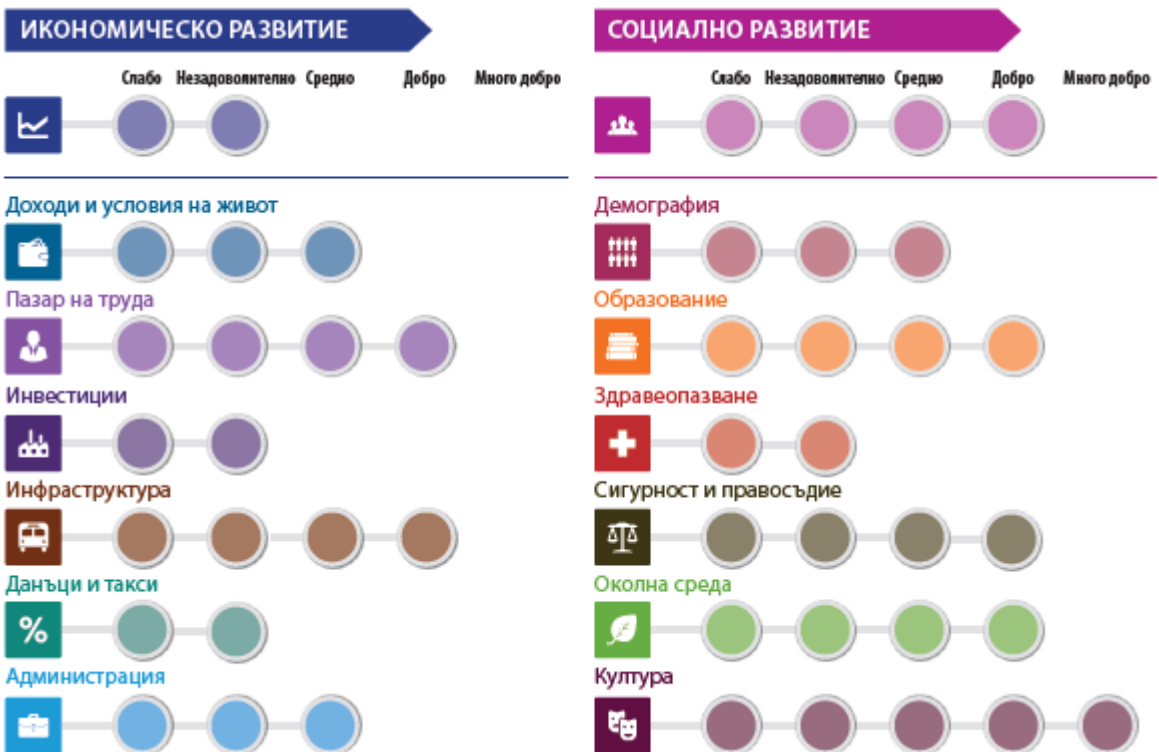 ИКОНОМИЧЕСКО РАЗВИТИЕ
Слабо Незадоволително Средно Добро Много добро
Доходи и условия на живот
Пазар на труда
Инвестиции
Инфраструктура
Данъци и такси
%
Администрация
СОЦИАЛНО РАЗВИТИЕ
Слабо Незадоволително Средно Добро Много добро
Демография
Образование
Здравеопазване
Сигурност и правосъдие
Околна среда
Култура